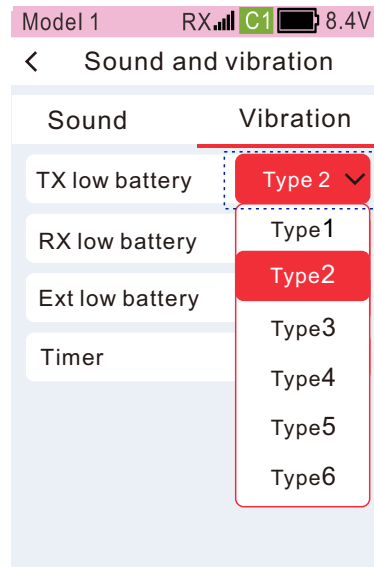 Model 1 RX C1 8.4V
Sound and vibration
Sound Vibration
TX low battery Type 2
Type1
RX low battery
Type2
Ext low battery
Type3
Timer
Type4
Type5
Type6